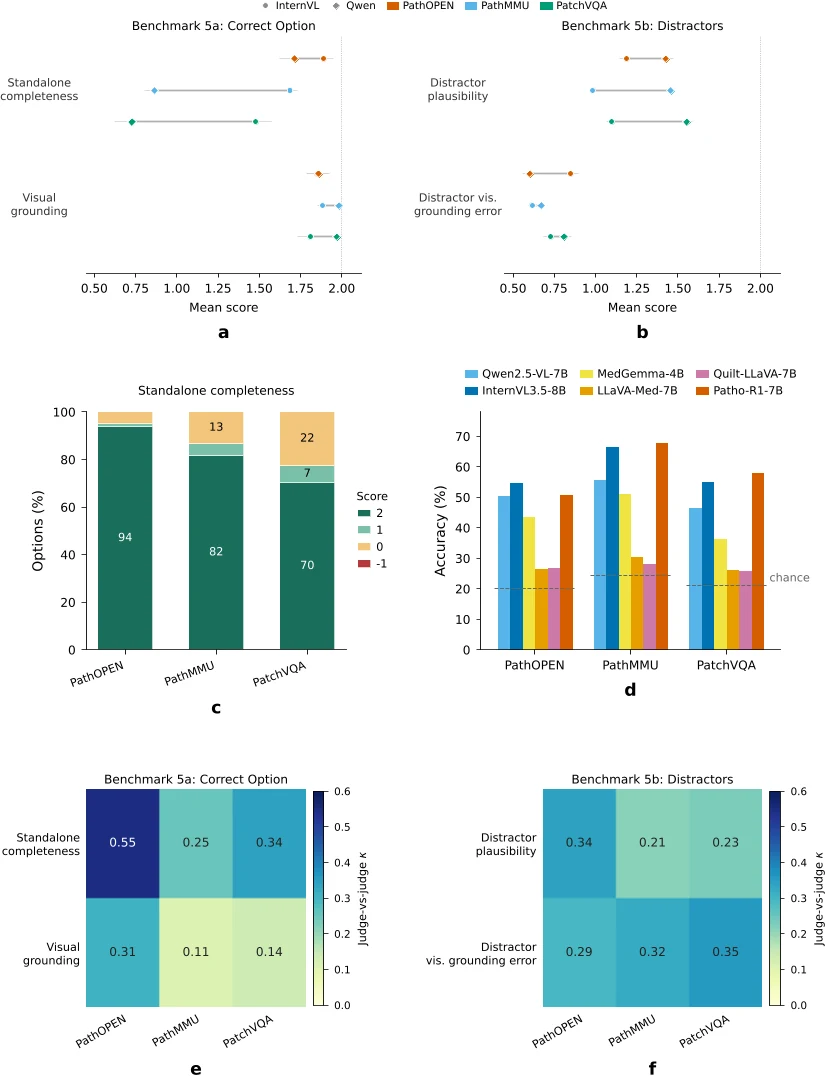 InternVL Qwen PathOPEN PathMMU PatchVQA
Benchmark 5a: Correct Option
Standalone
completeness
Visual
grounding
0.50 0.75 1.00 1.25 1.50 1.75 2.00
Mean score
a
Benchmark 5b: Distractors
Distractor
plausibility
Distractor vis.
grounding error
0.50 0.75 1.00 1.25 1.50 1.75 2.00
Mean score
b
Standalone completeness
Options (%)
100
80
60
40
20
0
94
13
82
22
7
70
PathOPEN PathMMU PatchVQA
Score
2
1
0
-1
c
Qwen2.5-VL-7B MedGemma-4B Quilt-LLaVA-7B
InternVL3.5-8B LLaVA-Med-7B Patho-R1-7B
Accuracy (%)
70
60
50
40
30
20
10
0
chance
PathOPEN PathMMU PatchVQA
d
Benchmark 5a: Correct Option
Standalone
completeness
0.55 0.25 0.34
Visual
grounding
0.31 0.11 0.14
PathOPEN PathMMU PatchVQA
0.6
0.5
0.4
0.3
0.2
0.1
0.0
Judge-vs-judge κ
e
Benchmark 5b: Distractors
Distractor
plausibility
0.34 0.21 0.23
Distractor
vis. grounding error
0.29 0.32 0.35
PathOPEN PathMMU PatchVQA
0.6
0.5
0.4
0.3
0.2
0.1
0.0
Judge-vs-judge κ
f